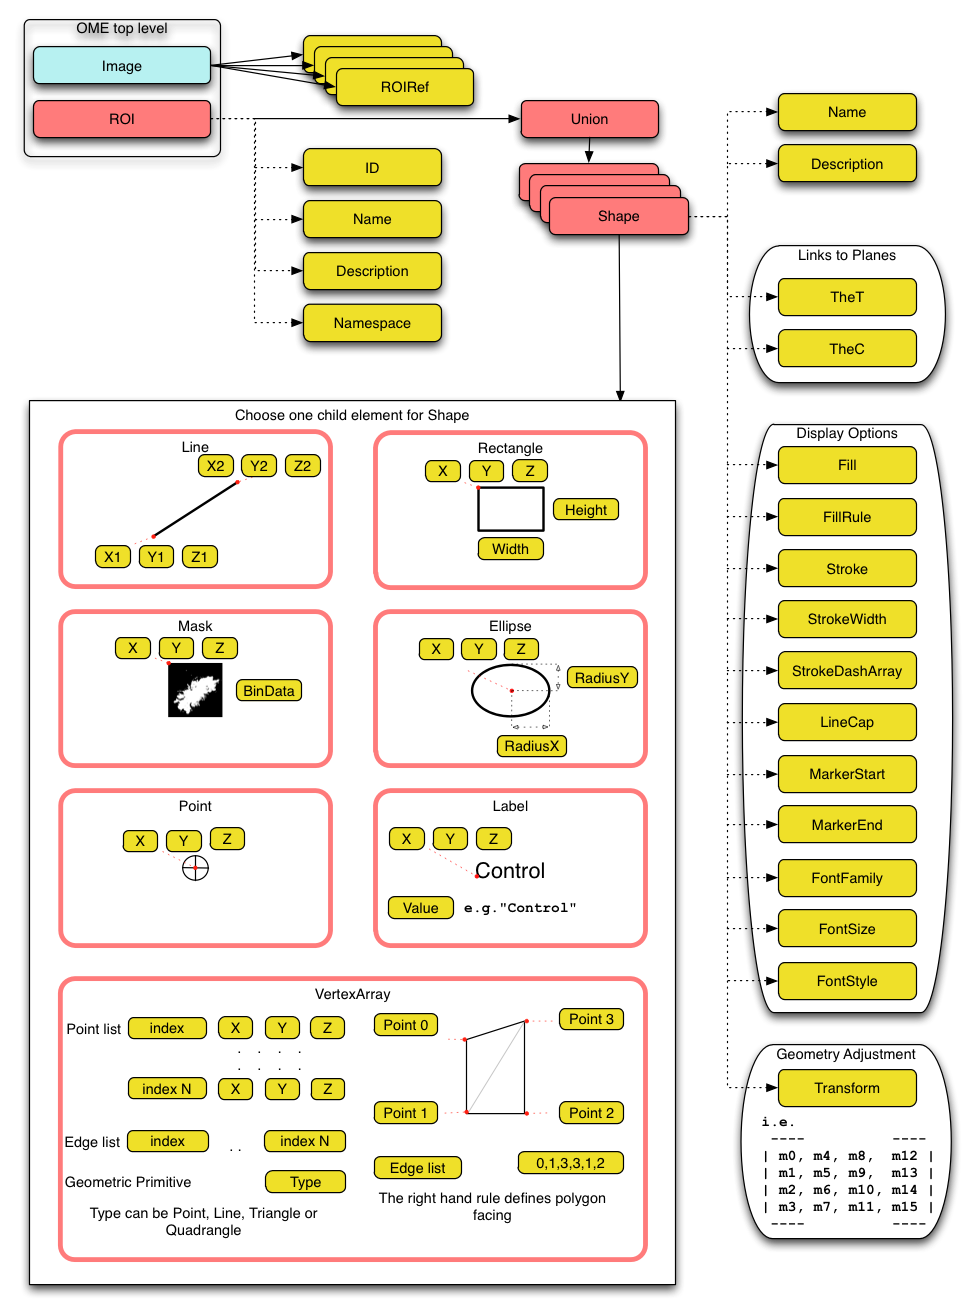 OME top level
Image
ROI
ROIRef
Union
Shape
ID
Name
Description
Namespace
Name
Description
Links to Planes
TheT
TheC
Display Options
Fill
FillRule
Stroke
StrokeWidth
StrokeDashArray
LineCap
MarkerStart
MarkerEnd
FontFamily
FontSize
FontStyle
Geometry Adjustment
Transform
i.e.
---- ----
| m0, m4, m8, m12 |
| m1, m5, m9, m13 |
| m2, m6, m10, m14 |
| m3, m7, m11, m15 |
---- ----
Choose one child element for Shape
Line
X2 Y2 Z2
X1 Y1 Z1
Rectangle
X Y Z
Height
Width
Mask
X Y Z
BinData
Ellipse
X Y Z
RadiusY
RadiusX
Point
X Y Z
Label
X Y Z
Control
Value e.g."Control"
VertexArray
Point list index X Y Z
. . . .
. . . .
index N X Y Z
Edge list index . . index N
Geometric Primitive Type
Type can be Point, Line, Triangle or
Quadrangle
Point 0
Point 3
Point 1
Point 2
Edge list 0,1,3,3,1,2
The right hand rule defines polygon
facing